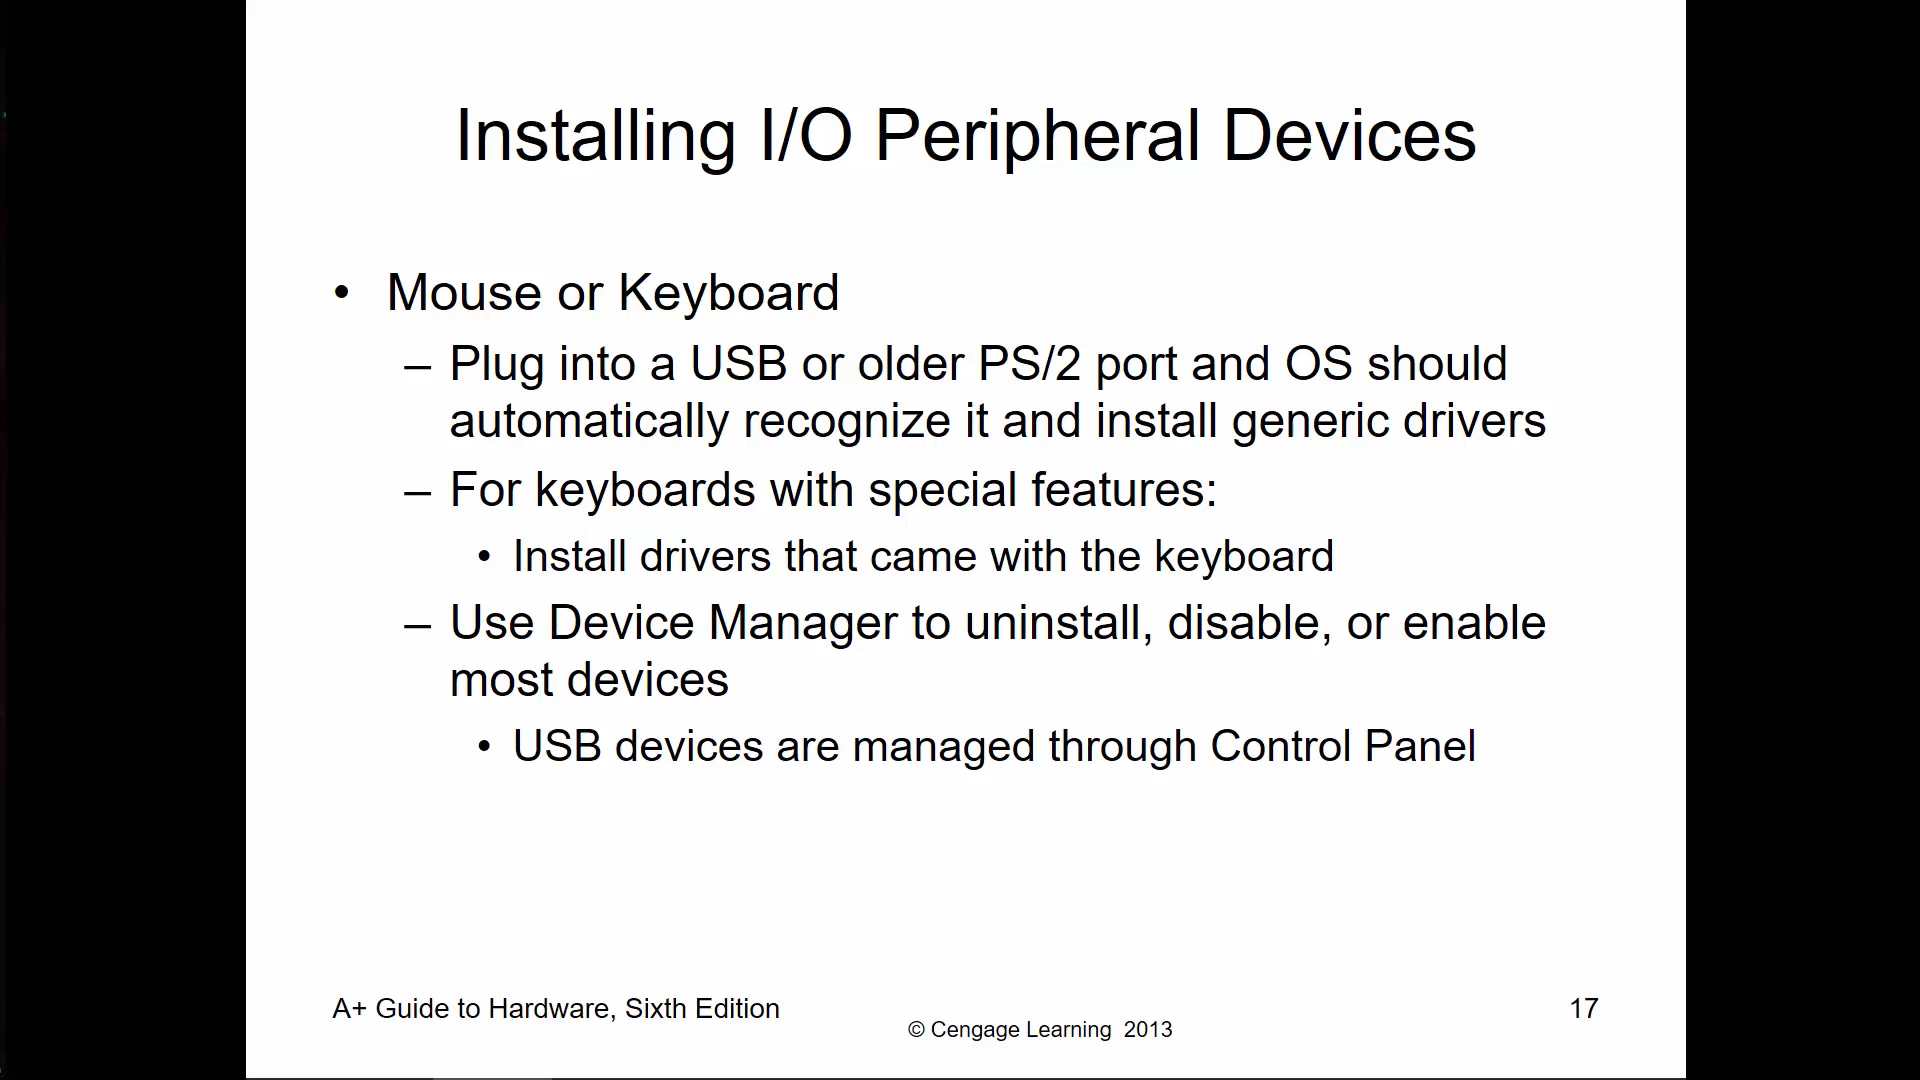 Installing I/O Peripheral Devices
• Mouse or Keyboard
– Plug into a USB or older PS/2 port and OS should
automatically recognize it and install generic drivers
– For keyboards with special features:
• Install drivers that came with the keyboard
– Use Device Manager to uninstall, disable, or enable
most devices
• USB devices are managed through Control Panel
A+ Guide to Hardware, Sixth Edition
© Cengage Learning 2013
17